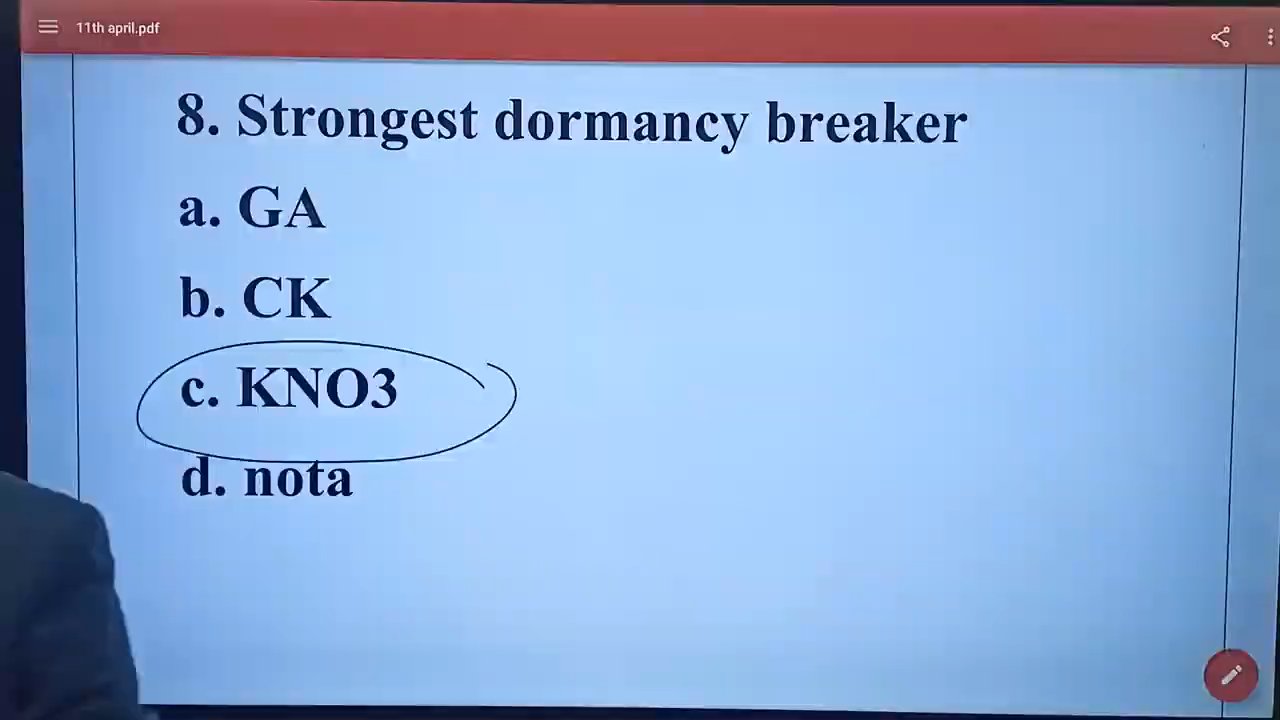 11th april.pdf
8. Strongest dormancy breaker
a. GA
b. CK
c. KNO3
d. nota